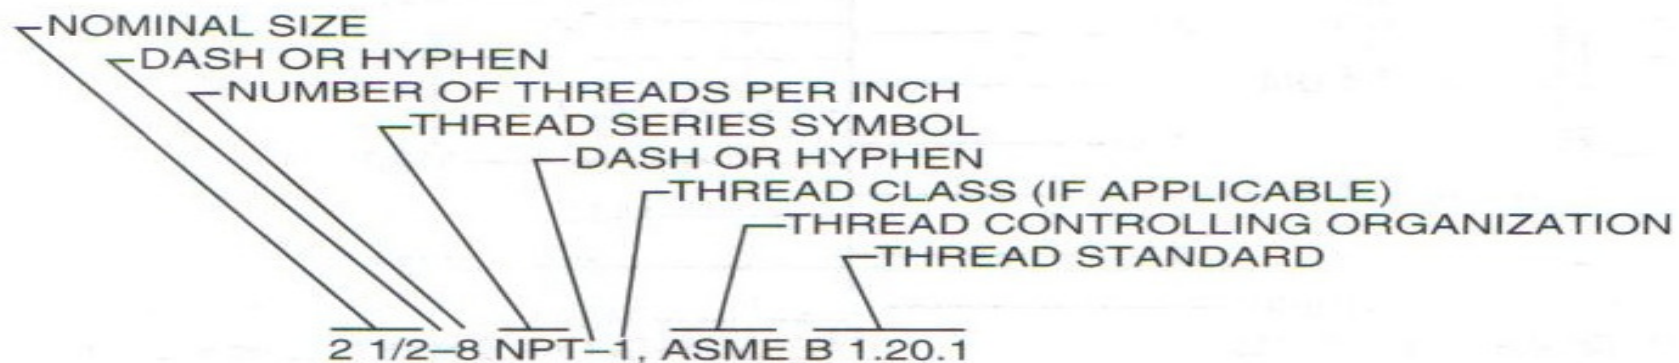 NOMINAL SIZE
DASH OR HYPHEN
NUMBER OF THREADS PER INCH
THREAD SERIES SYMBOL
DASH OR HYPHEN
THREAD CLASS (IF APPLICABLE)
THREAD CONTROLLING ORGANIZATION
THREAD STANDARD
2 1/2–8 NPT–1, ASME B 1.20.1